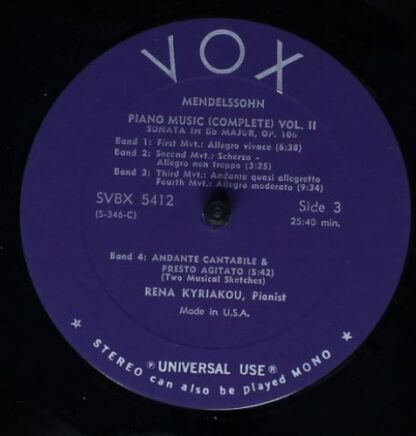 VOX
MENDELSSOHN
PIANO MUSIC (COMPLETE) VOL. II
SONATA IN Bb MAJOR, OP. 106
Band 1: First Mvt.: Allegro vivace (6:38)
Band 2: Second Mvt.: Scherzo -
Allegro non troppo (3:25)
Band 3: Third Mvt.: Andante quasi allegretto
Fourth Mvt.: Allegro moderato (9:34)
SVBX 5412
Side 3
(S-346-C)
25:40 min.
Band 4: ANDANTE CANTABILE &
PRESTO AGITATO (5:42)
(Two Musical Sketches)
RENA KYRIAKOU, Pianist
Made in U.S.A.
℗ UNIVERSAL USE ®
★ STEREO can also be played MONO ★